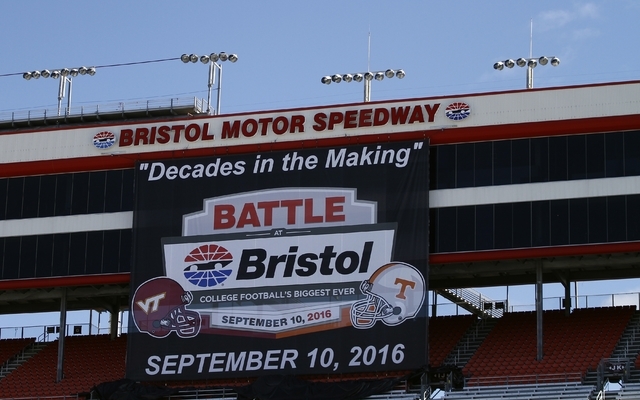 BRISTOL MOTOR SPEEDWAY
"Decades in the Making"
BATTLE
AT
Bristol
COLLEGE FOOTBALL'S BIGGEST EVER
VT
T
SEPTEMBER 10, 2016
SEPTEMBER 10, 2016